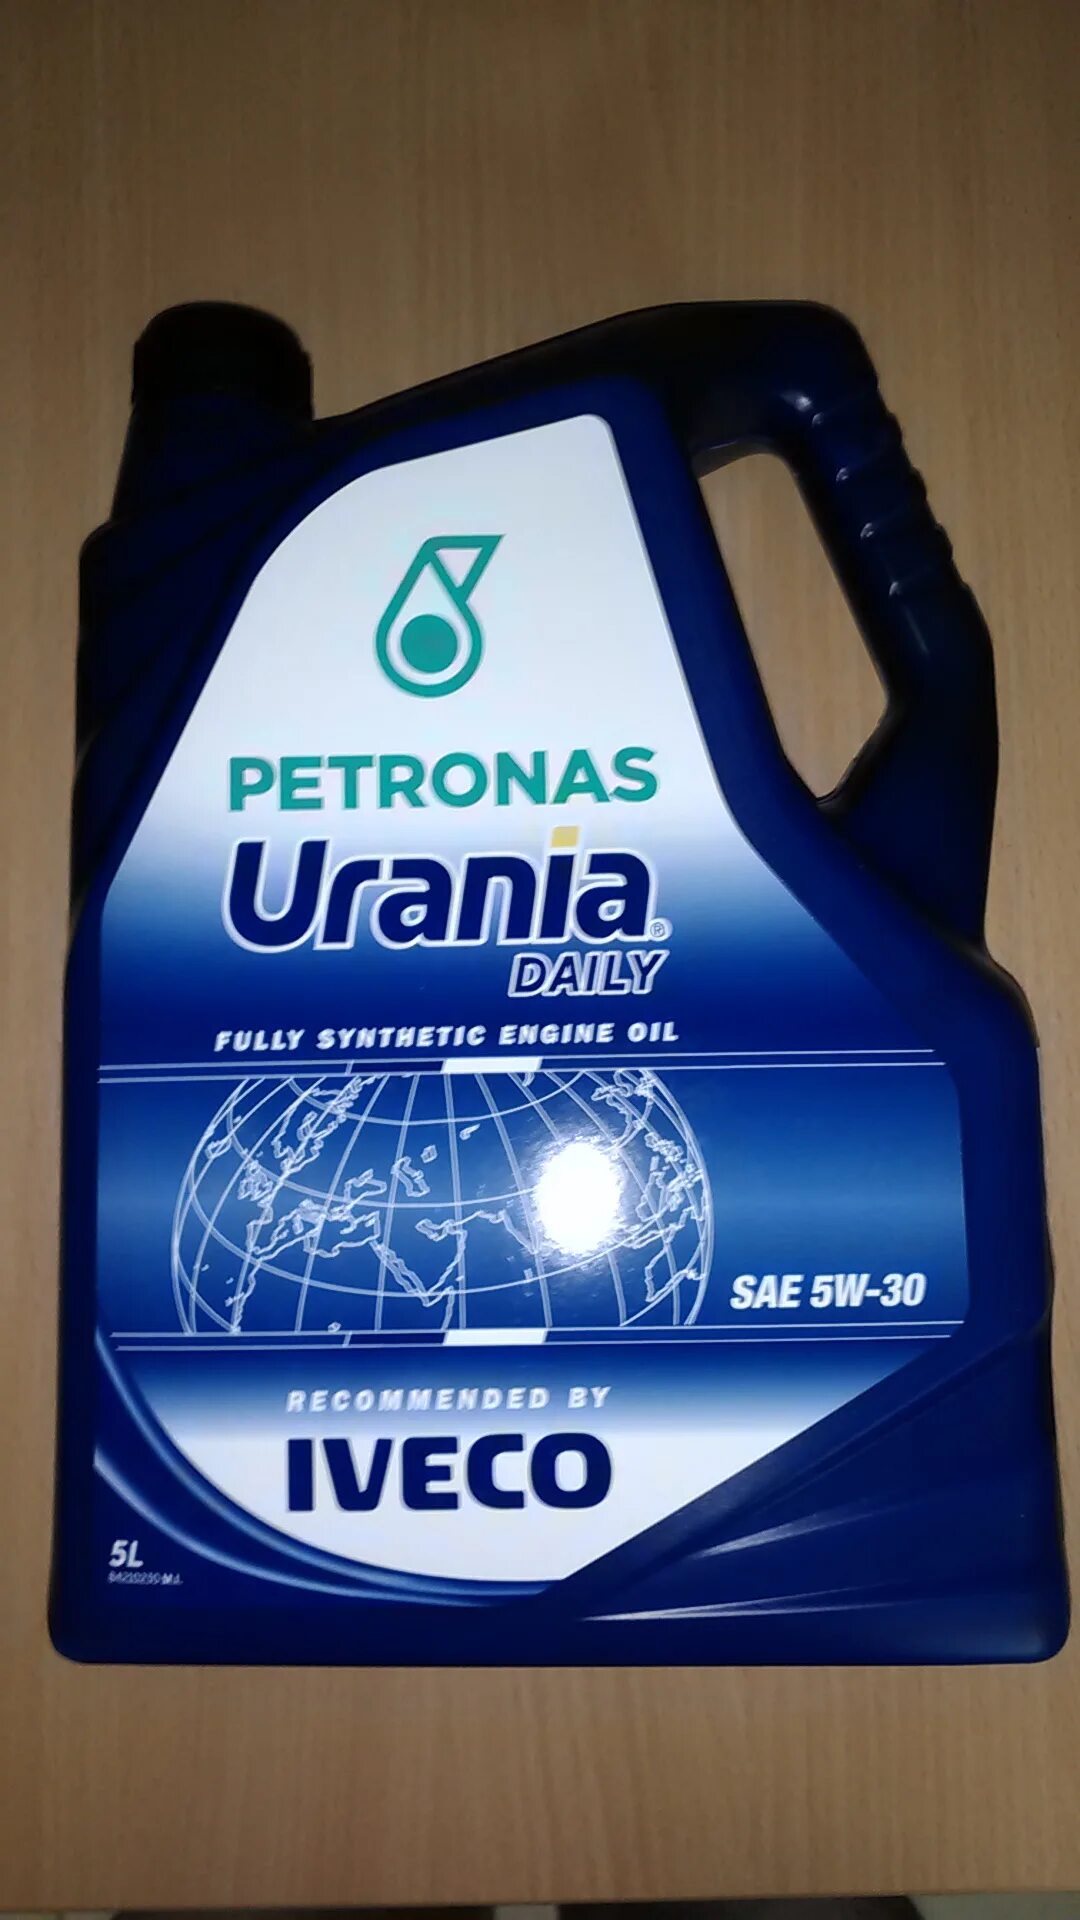 PETRONAS
Urania®
DAILY
FULLY SYNTHETIC ENGINE OIL
SAE 5W-30
RECOMMENDED BY
IVECO
5L